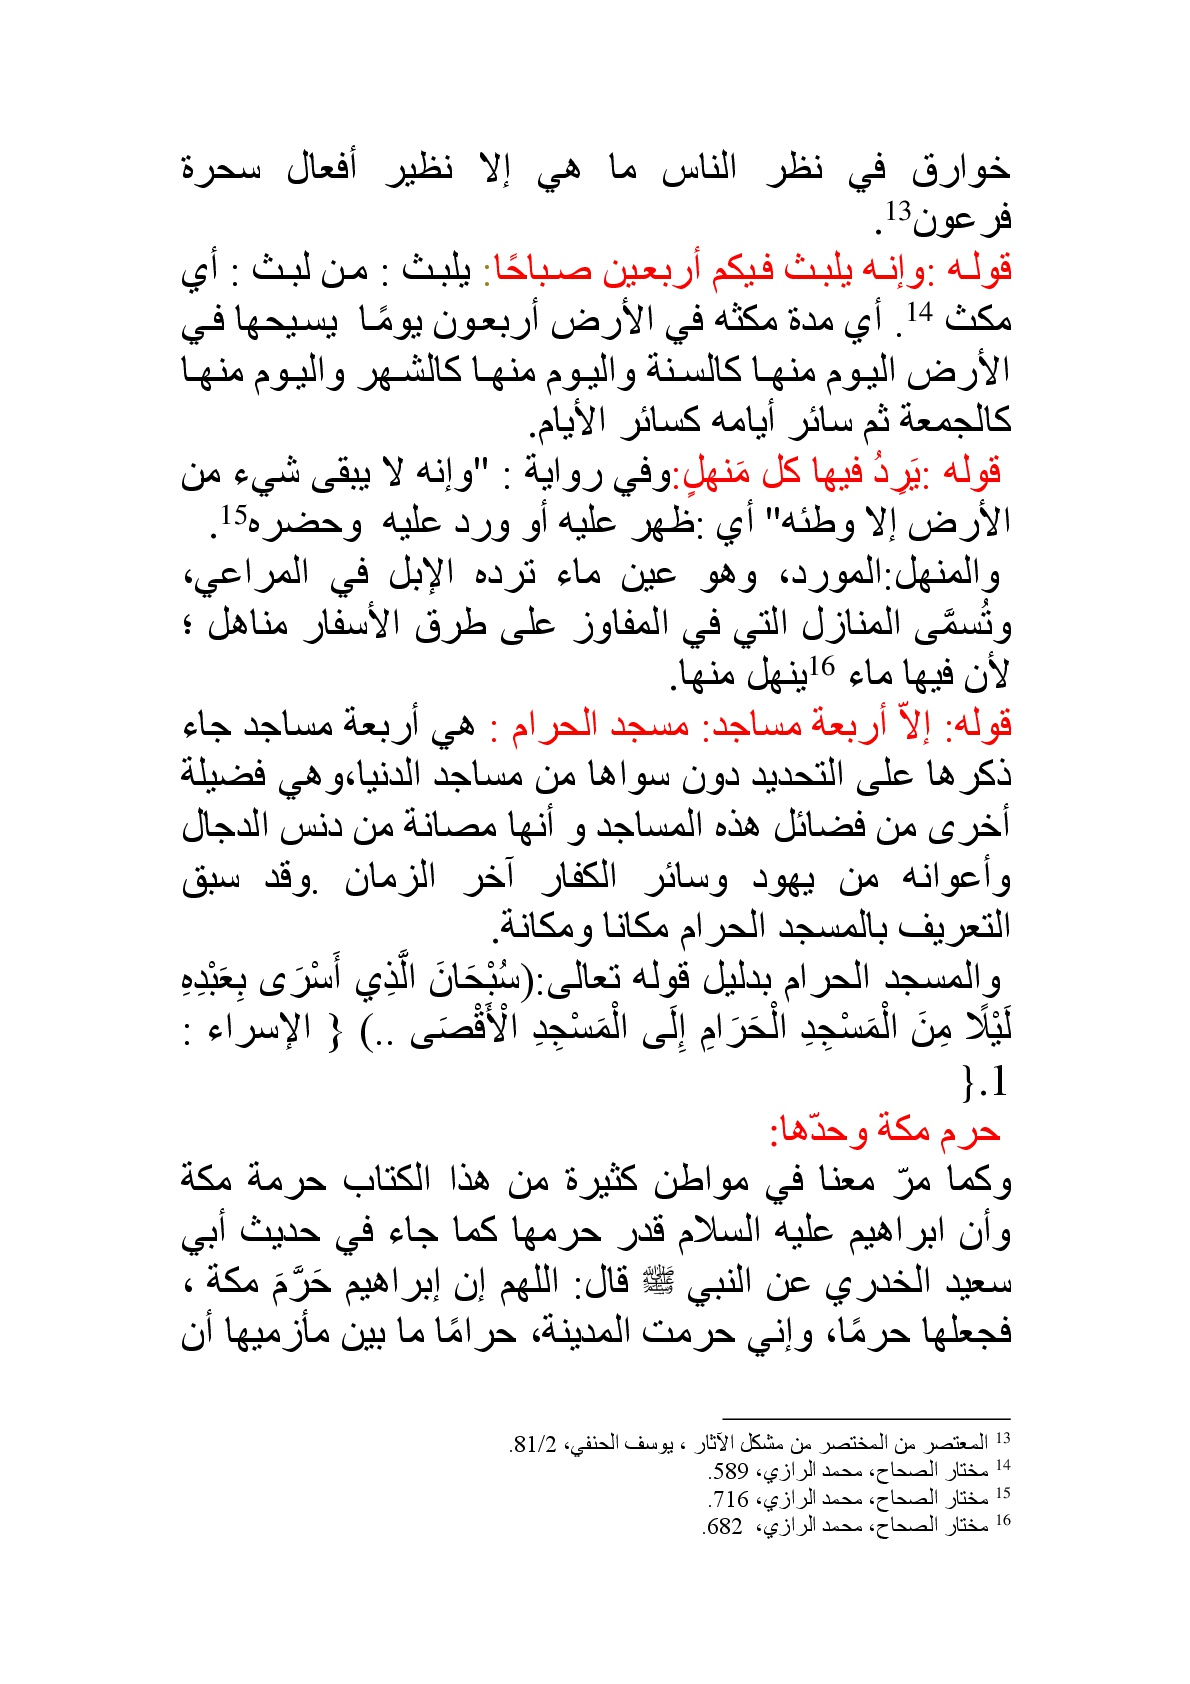 خوارق في نظر الناس ما هي إلا نظير أفعال سحرة
فرعون13.
قوله :وإنه يلبث فيكم أربعين صباحًا: يلبث : من لبث : أي
مكث 14. أي مدة مكثه في الأرض أربعون يومًا يسيحها في
الأرض اليوم منها كالسنة واليوم منها كالشهر واليوم منها
كالجمعة ثم سائر أيامه كسائر الأيام.
قوله :يَرِدُ فيها كل مَنهلٍ:وفي رواية : "وإنه لا يبقى شيء من
الأرض إلا وطئه" أي :ظهر عليه أو ورد عليه وحضره15.
والمنهل:المورد، وهو عين ماء ترده الإبل في المراعي،
وتُسمَّى المنازل التي في المفاوز على طرق الأسفار مناهل ؛
لأن فيها ماء 16ينهل منها.
قوله: إلاّ أربعة مساجد: مسجد الحرام : هي أربعة مساجد جاء
ذكرها على التحديد دون سواها من مساجد الدنيا،وهي فضيلة
أخرى من فضائل هذه المساجد و أنها مصانة من دنس الدجال
وأعوانه من يهود وسائر الكفار آخر الزمان .وقد سبق
التعريف بالمسجد الحرام مكانا ومكانة.
والمسجد الحرام بدليل قوله تعالى:(سُبْحَانَ الَّذِي أَسْرَى بِعَبْدِهِ
لَيْلًا مِنَ الْمَسْجِدِ الْحَرَامِ إِلَى الْمَسْجِدِ الْأَقْصَى ..) { الإسراء :
1.{
حرم مكة وحدّها:
وكما مرّ معنا في مواطن كثيرة من هذا الكتاب حرمة مكة
وأن ابراهيم عليه السلام قدر حرمها كما جاء في حديث أبي
سعيد الخدري عن النبي ﷺ قال: اللهم إن إبراهيم حَرَّمَ مكة ،
فجعلها حرمًا، وإني حرمت المدينة، حرامًا ما بين مأزميها أن
13 المعتصر من المختصر من مشكل الآثار ، يوسف الحنفي، 81/2.
14 مختار الصحاح، محمد الرازي، 589.
15 مختار الصحاح، محمد الرازي، 716.
16 مختار الصحاح، محمد الرازي، 682.